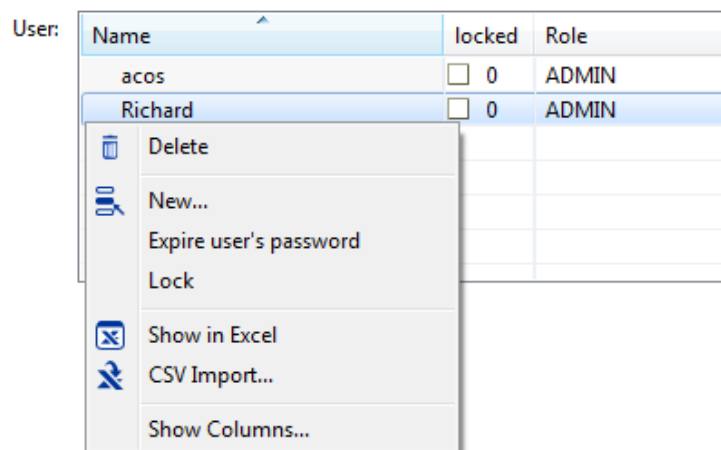 User:
Name locked Role
acos 0 ADMIN
Richard 0 ADMIN
Delete
New...
Expire user's password
Lock
Show in Excel
CSV Import...
Show Columns...